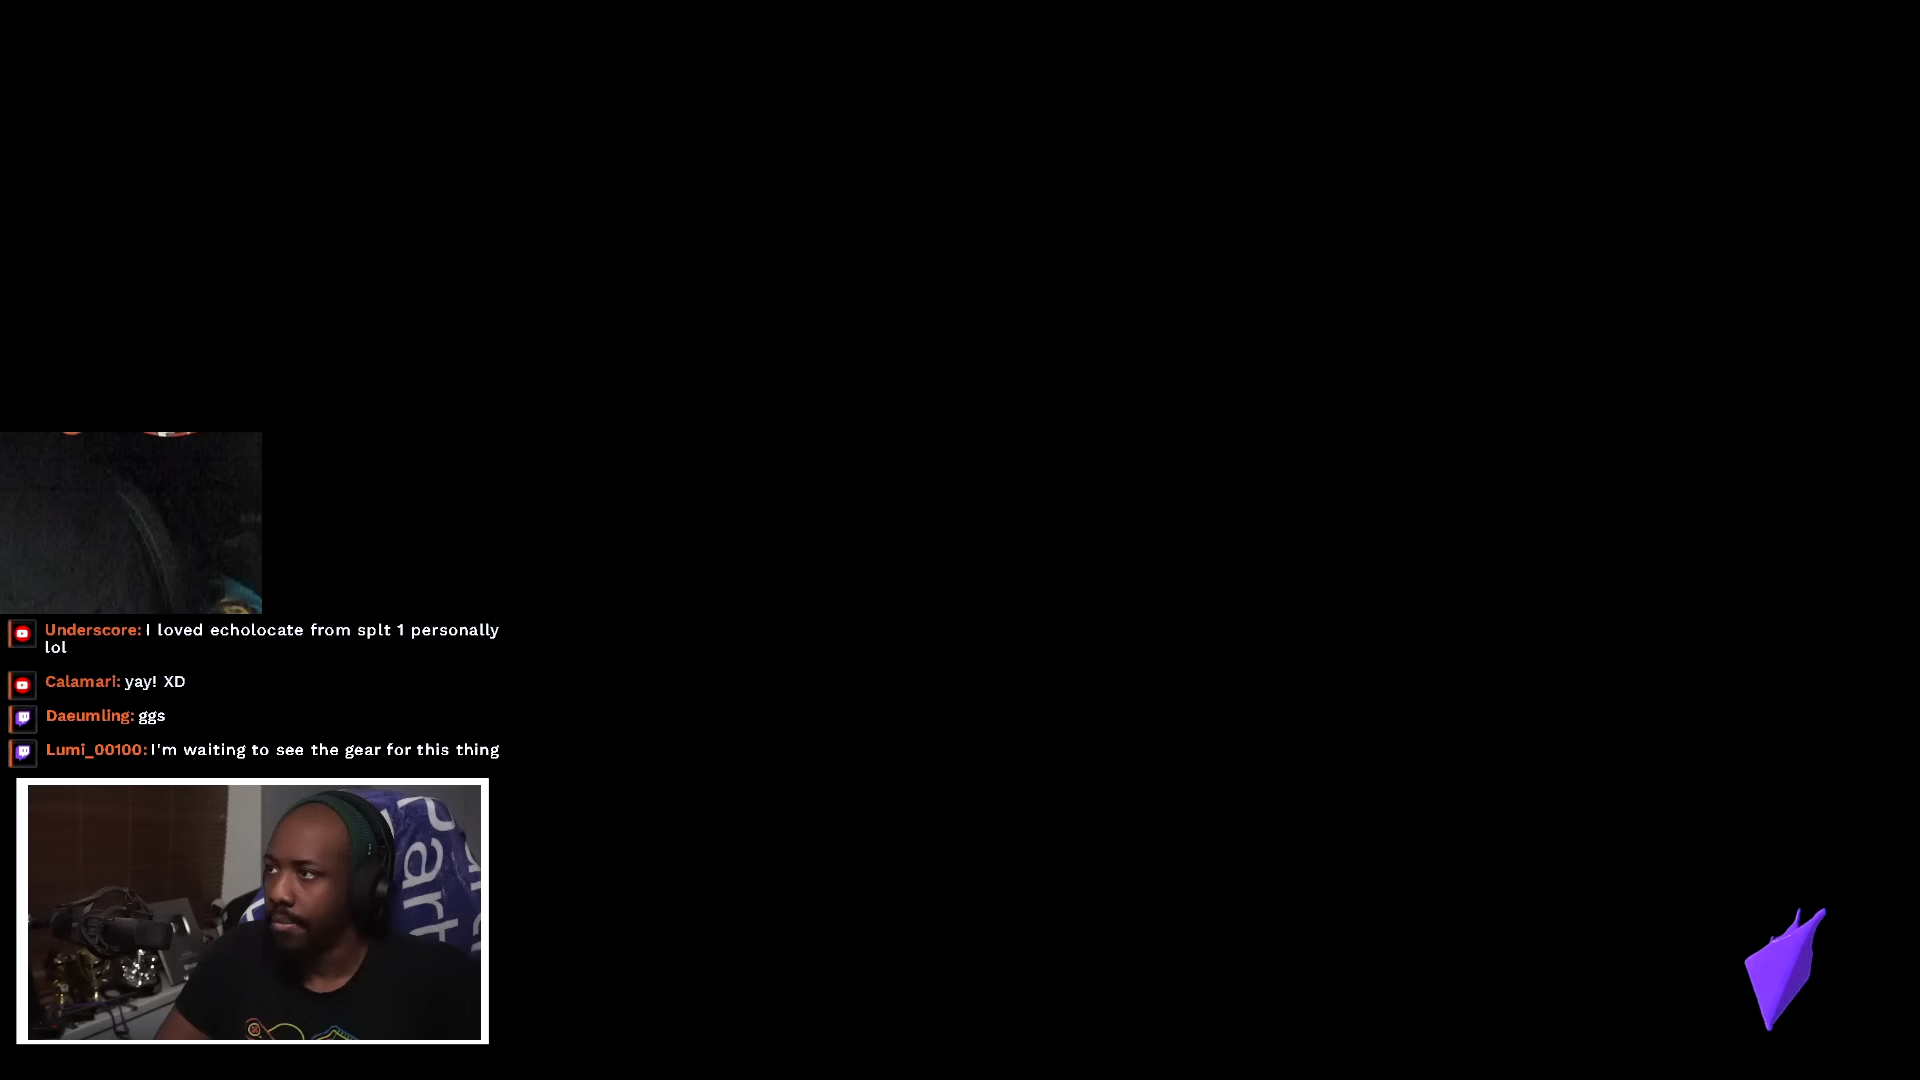 Underscore: I loved echolocate from splt 1 personally
lol
Calamari: yay! XD
Daeumling: ggs
Lumi_00100: I'm waiting to see the gear for this thing
Part